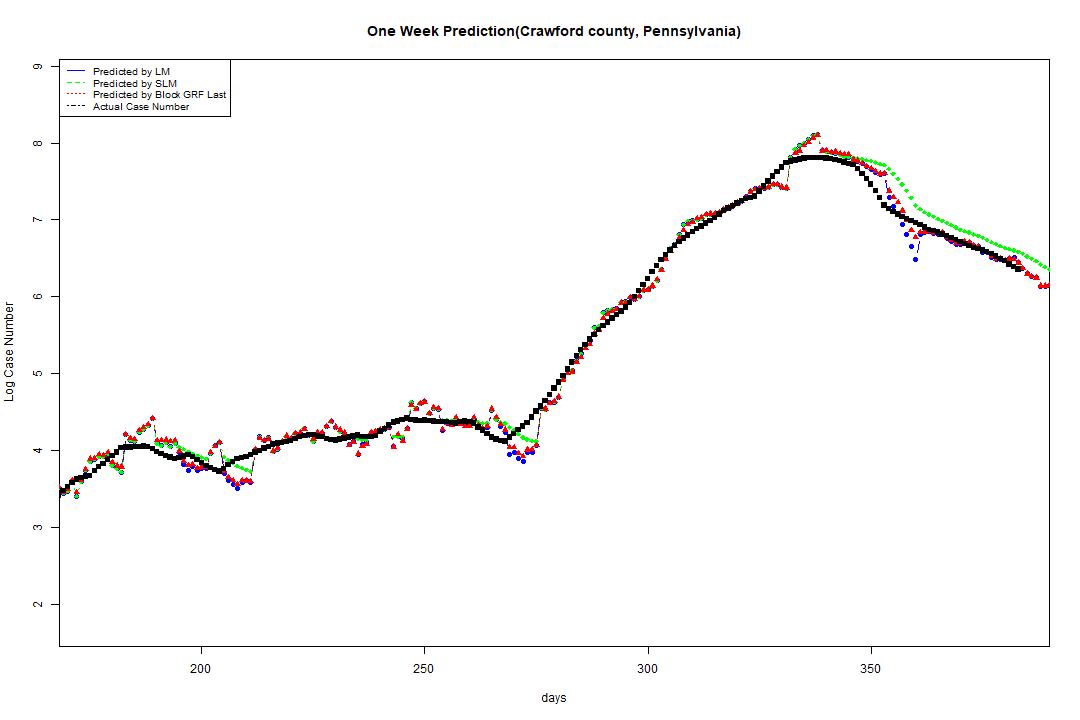 One Week Prediction(Crawford county, Pennsylvania)
Predicted by LM
Predicted by SLM
Predicted by Block GRF Last
Actual Case Number
9
8
7
6
5
4
3
2
Log Case Number
200
250
300
350
days